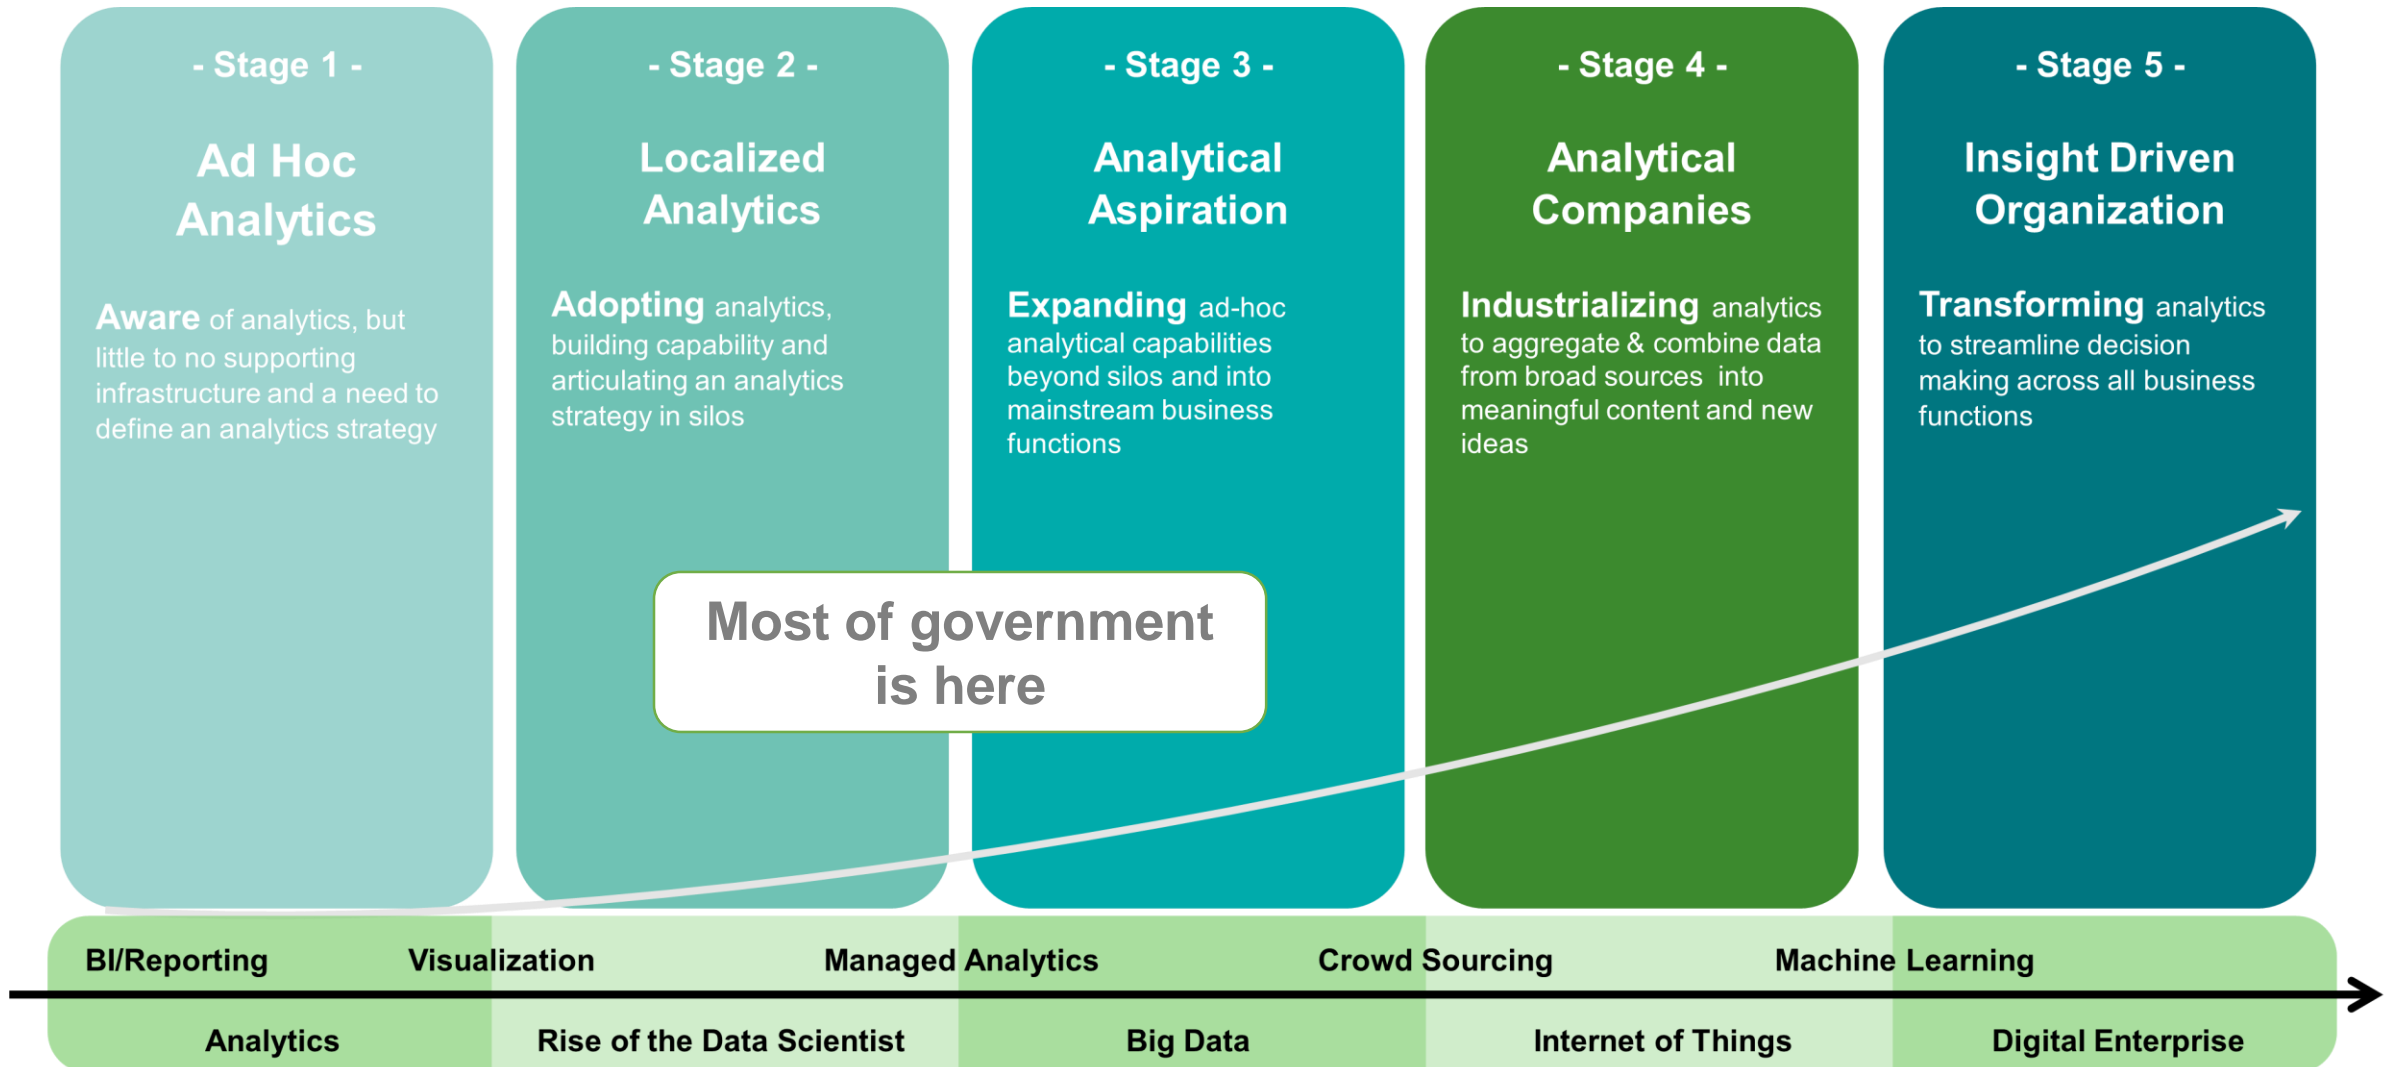 - Stage 1 -
Ad Hoc
Analytics
Aware of analytics, but
little to no supporting
infrastructure and a need to
define an analytics strategy
- Stage 2 -
Localized
Analytics
Adopting analytics,
building capability and
articulating an analytics
strategy in silos
- Stage 3 -
Analytical
Aspiration
Expanding ad-hoc
analytical capabilities
beyond silos and into
mainstream business
functions
- Stage 4 -
Analytical
Companies
Industrializing analytics
to aggregate & combine data
from broad sources into
meaningful content and new
ideas
- Stage 5 -
Insight Driven
Organization
Transforming analytics
to streamline decision
making across all business
functions
Most of government
is here
BI/Reporting
Visualization
Managed Analytics
Crowd Sourcing
Machine Learning
Analytics
Rise of the Data Scientist
Big Data
Internet of Things
Digital Enterprise